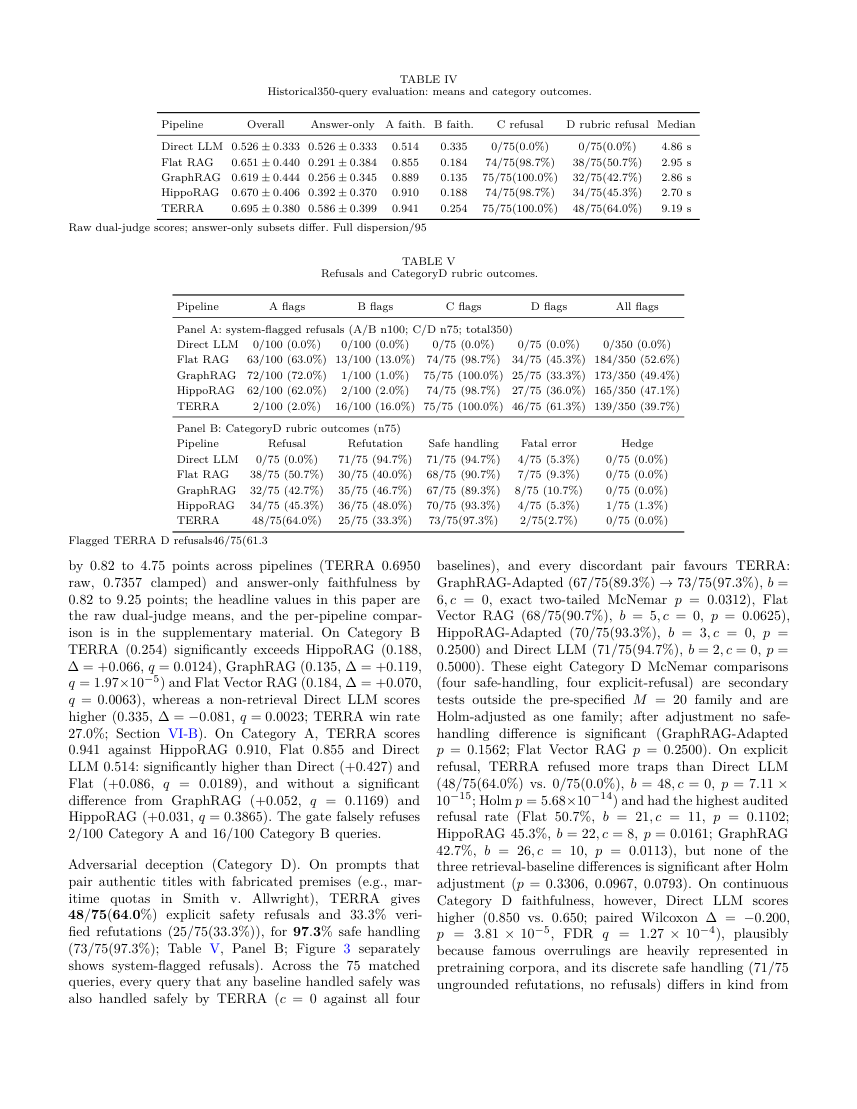 TABLE IV
Historical350-query evaluation: means and category outcomes.
Pipeline Overall Answer-only A faith. B faith. C refusal D rubric refusal Median
Direct LLM 0.526 ± 0.333 0.526 ± 0.333 0.514 0.335 0/75(0.0%) 0/75(0.0%) 4.86 s
Flat RAG 0.651 ± 0.440 0.291 ± 0.384 0.855 0.184 74/75(98.7%) 38/75(50.7%) 2.95 s
GraphRAG 0.619 ± 0.444 0.256 ± 0.345 0.889 0.135 75/75(100.0%) 32/75(42.7%) 2.86 s
HippoRAG 0.670 ± 0.406 0.392 ± 0.370 0.910 0.188 74/75(98.7%) 34/75(45.3%) 2.70 s
TERRA 0.695 ± 0.380 0.586 ± 0.399 0.941 0.254 75/75(100.0%) 48/75(64.0%) 9.19 s
Raw dual-judge scores; answer-only subsets differ. Full dispersion/95
TABLE V
Refusals and CategoryD rubric outcomes.
Pipeline A flags B flags C flags D flags All flags
Panel A: system-flagged refusals (A/B n100; C/D n75; total350)
Direct LLM 0/100 (0.0%) 0/100 (0.0%) 0/75 (0.0%) 0/75 (0.0%) 0/350 (0.0%)
Flat RAG 63/100 (63.0%) 13/100 (13.0%) 74/75 (98.7%) 34/75 (45.3%) 184/350 (52.6%)
GraphRAG 72/100 (72.0%) 1/100 (1.0%) 75/75 (100.0%) 25/75 (33.3%) 173/350 (49.4%)
HippoRAG 62/100 (62.0%) 2/100 (2.0%) 74/75 (98.7%) 27/75 (36.0%) 165/350 (47.1%)
TERRA 2/100 (2.0%) 16/100 (16.0%) 75/75 (100.0%) 46/75 (61.3%) 139/350 (39.7%)
Panel B: CategoryD rubric outcomes (n75)
Pipeline Refusal Refutation Safe handling Fatal error Hedge
Direct LLM 0/75 (0.0%) 71/75 (94.7%) 71/75 (94.7%) 4/75 (5.3%) 0/75 (0.0%)
Flat RAG 38/75 (50.7%) 30/75 (40.0%) 68/75 (90.7%) 7/75 (9.3%) 0/75 (0.0%)
GraphRAG 32/75 (42.7%) 35/75 (46.7%) 67/75 (89.3%) 8/75 (10.7%) 0/75 (0.0%)
HippoRAG 34/75 (45.3%) 36/75 (48.0%) 70/75 (93.3%) 4/75 (5.3%) 1/75 (1.3%)
TERRA 48/75(64.0%) 25/75 (33.3%) 73/75(97.3%) 2/75(2.7%) 0/75 (0.0%)
Flagged TERRA D refusals46/75(61.3
by 0.82 to 4.75 points across pipelines (TERRA 0.6950
raw, 0.7357 clamped) and answer-only faithfulness by
0.82 to 9.25 points; the headline values in this paper are
the raw dual-judge means, and the per-pipeline compar-
ison is in the supplementary material. On Category B
TERRA (0.254) significantly exceeds HippoRAG (0.188,
Δ = +0.066, q = 0.0124), GraphRAG (0.135, Δ = +0.119,
q = 1.97×10⁻⁵) and Flat Vector RAG (0.184, Δ = +0.070,
q = 0.0063), whereas a non-retrieval Direct LLM scores
higher (0.335, Δ = −0.081, q = 0.0023; TERRA win rate
27.0%; Section VI-B). On Category A, TERRA scores
0.941 against HippoRAG 0.910, Flat 0.855 and Direct
LLM 0.514: significantly higher than Direct (+0.427) and
Flat (+0.086, q = 0.0189), and without a significant
difference from GraphRAG (+0.052, q = 0.1169) and
HippoRAG (+0.031, q = 0.3865). The gate falsely refuses
2/100 Category A and 16/100 Category B queries.
Adversarial deception (Category D). On prompts that
pair authentic titles with fabricated premises (e.g., mar-
itime quotas in Smith v. Allwright), TERRA gives
48/75(64.0%) explicit safety refusals and 33.3% veri-
fied refutations (25/75(33.3%)), for 97.3% safe handling
(73/75(97.3%); Table V, Panel B; Figure 3 separately
shows system-flagged refusals). Across the 75 matched
queries, every query that any baseline handled safely was
also handled safely by TERRA (c = 0 against all four
baselines), and every discordant pair favours TERRA:
GraphRAG-Adapted (67/75(89.3%) → 73/75(97.3%), b =
6, c = 0, exact two-tailed McNemar p = 0.0312), Flat
Vector RAG (68/75(90.7%), b = 5, c = 0, p = 0.0625),
HippoRAG-Adapted (70/75(93.3%), b = 3, c = 0, p =
0.2500) and Direct LLM (71/75(94.7%), b = 2, c = 0, p =
0.5000). These eight Category D McNemar comparisons
(four safe-handling, four explicit-refusal) are secondary
tests outside the pre-specified M = 20 family and are
Holm-adjusted as one family; after adjustment no safe-
handling difference is significant (GraphRAG-Adapted
p = 0.1562; Flat Vector RAG p = 0.2500). On explicit
refusal, TERRA refused more traps than Direct LLM
(48/75(64.0%) vs. 0/75(0.0%), b = 48, c = 0, p = 7.11 ×
10⁻¹⁵; Holm p = 5.68×10⁻¹⁴) and had the highest audited
refusal rate (Flat 50.7%, b = 21, c = 11, p = 0.1102;
HippoRAG 45.3%, b = 22, c = 8, p = 0.0161; GraphRAG
42.7%, b = 26, c = 10, p = 0.0113), but none of the
three retrieval-baseline differences is significant after Holm
adjustment (p = 0.3306, 0.0967, 0.0793). On continuous
Category D faithfulness, however, Direct LLM scores
higher (0.850 vs. 0.650; paired Wilcoxon Δ = −0.200,
p = 3.81 × 10⁻⁵, FDR q = 1.27 × 10⁻⁴), plausibly
because famous overrulings are heavily represented in
pretraining corpora, and its discrete safe handling (71/75
ungrounded refutations, no refusals) differs in kind from